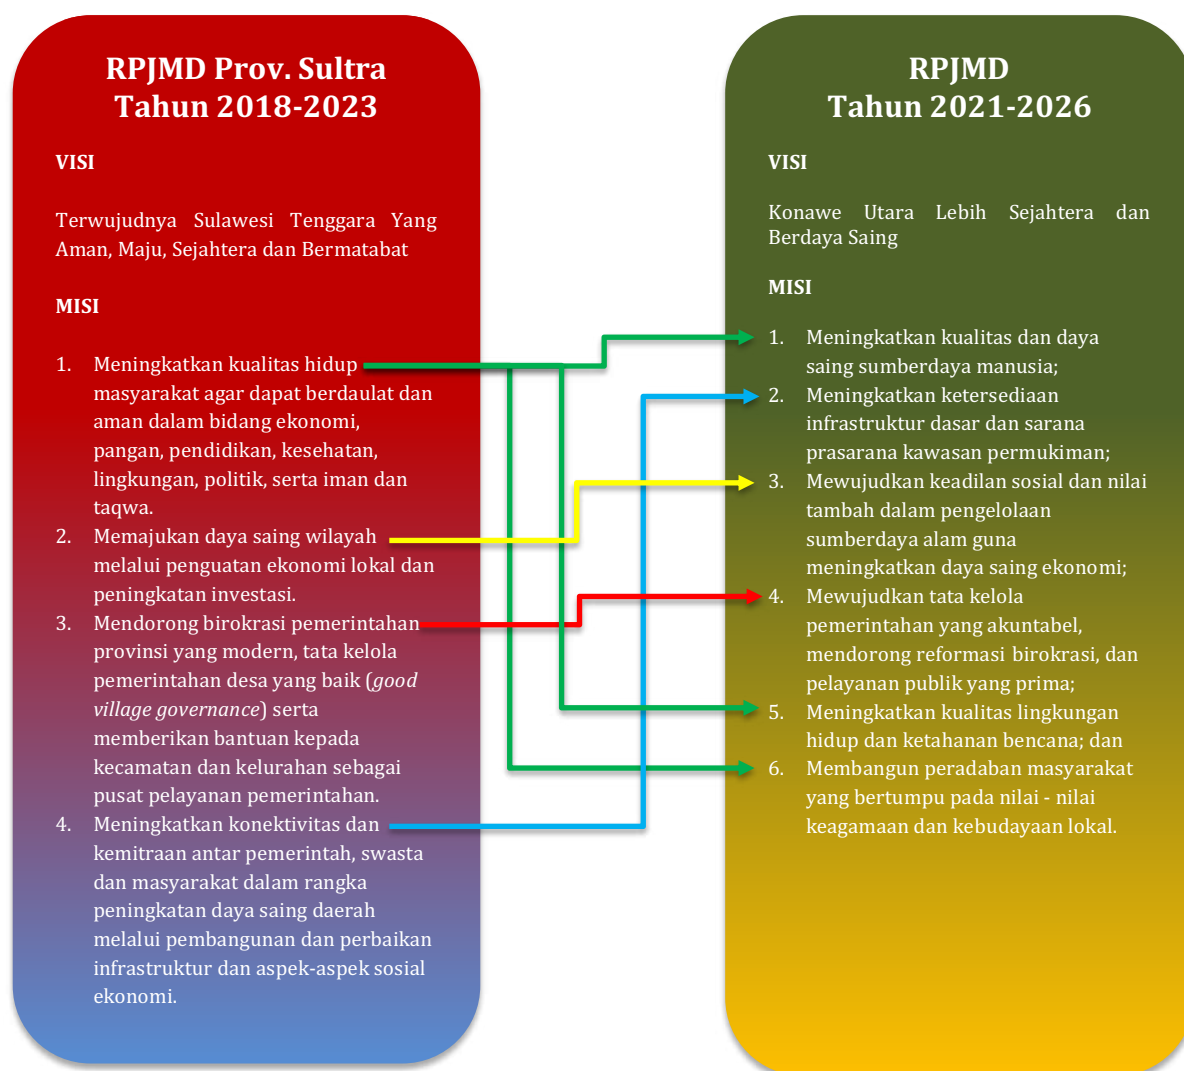 RPJMD Prov. Sultra
Tahun 2018-2023
VISI
Terwujudnya Sulawesi Tenggara Yang
Aman, Maju, Sejahtera dan Bermatabat
MISI
1. Meningkatkan kualitas hidup
masyarakat agar dapat berdaulat dan
aman dalam bidang ekonomi,
pangan, pendidikan, kesehatan,
lingkungan, politik, serta iman dan
taqwa.
2. Memajukan daya saing wilayah
melalui penguatan ekonomi lokal dan
peningkatan investasi.
3. Mendorong birokrasi pemerintahan
provinsi yang modern, tata kelola
pemerintahan desa yang baik (good
village governance) serta
memberikan bantuan kepada
kecamatan dan kelurahan sebagai
pusat pelayanan pemerintahan.
4. Meningkatkan konektivitas dan
kemitraan antar pemerintah, swasta
dan masyarakat dalam rangka
peningkatan daya saing daerah
melalui pembangunan dan perbaikan
infrastruktur dan aspek-aspek sosial
ekonomi.
RPJMD
Tahun 2021-2026
VISI
Konawe Utara Lebih Sejahtera dan
Berdaya Saing
MISI
1. Meningkatkan kualitas dan daya
saing sumberdaya manusia;
2. Meningkatkan ketersediaan
infrastruktur dasar dan sarana
prasarana kawasan permukiman;
3. Mewujudkan keadilan sosial dan nilai
tambah dalam pengelolaan
sumberdaya alam guna
meningkatkan daya saing ekonomi;
4. Mewujudkan tata kelola
pemerintahan yang akuntabel,
mendorong reformasi birokrasi, dan
pelayanan publik yang prima;
5. Meningkatkan kualitas lingkungan
hidup dan ketahanan bencana; dan
6. Membangun peradaban masyarakat
yang bertumpu pada nilai - nilai
keagamaan dan kebudayaan lokal.